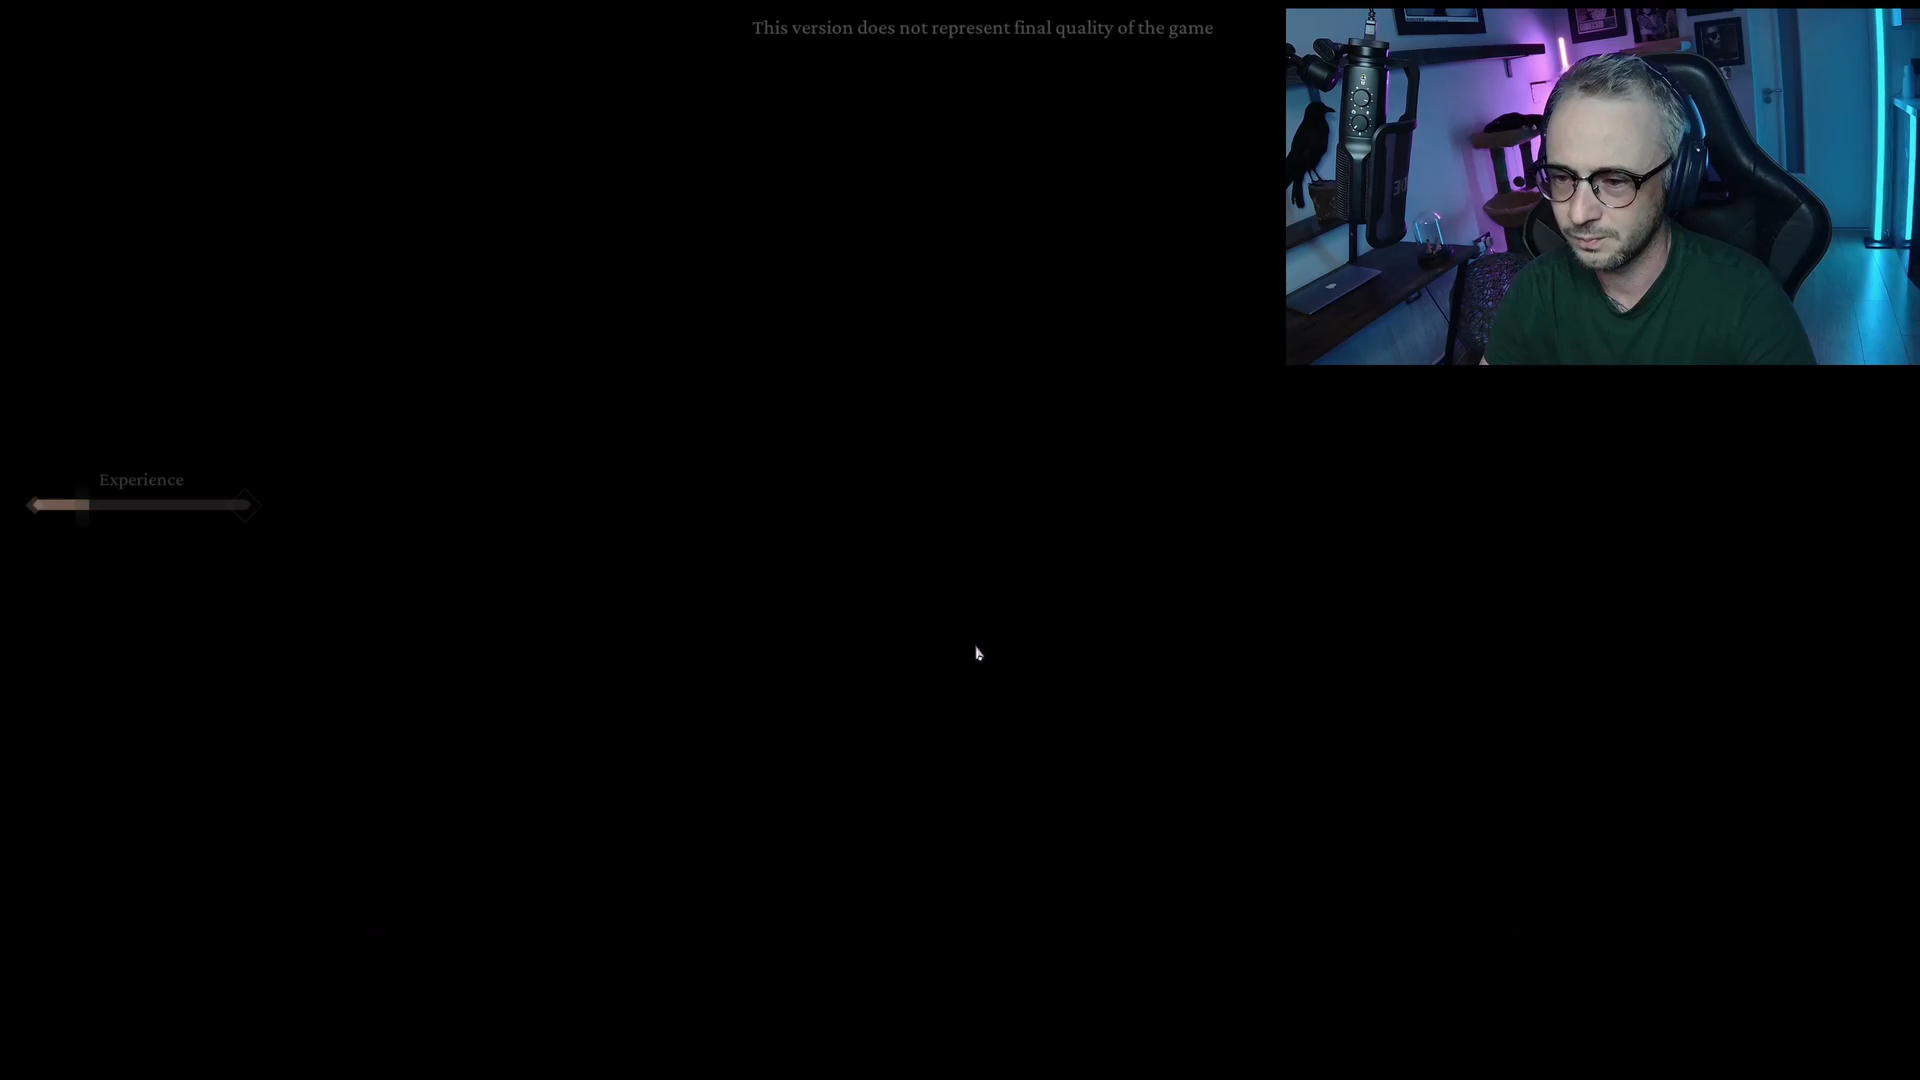 This version does not represent final quality of the game
Experience